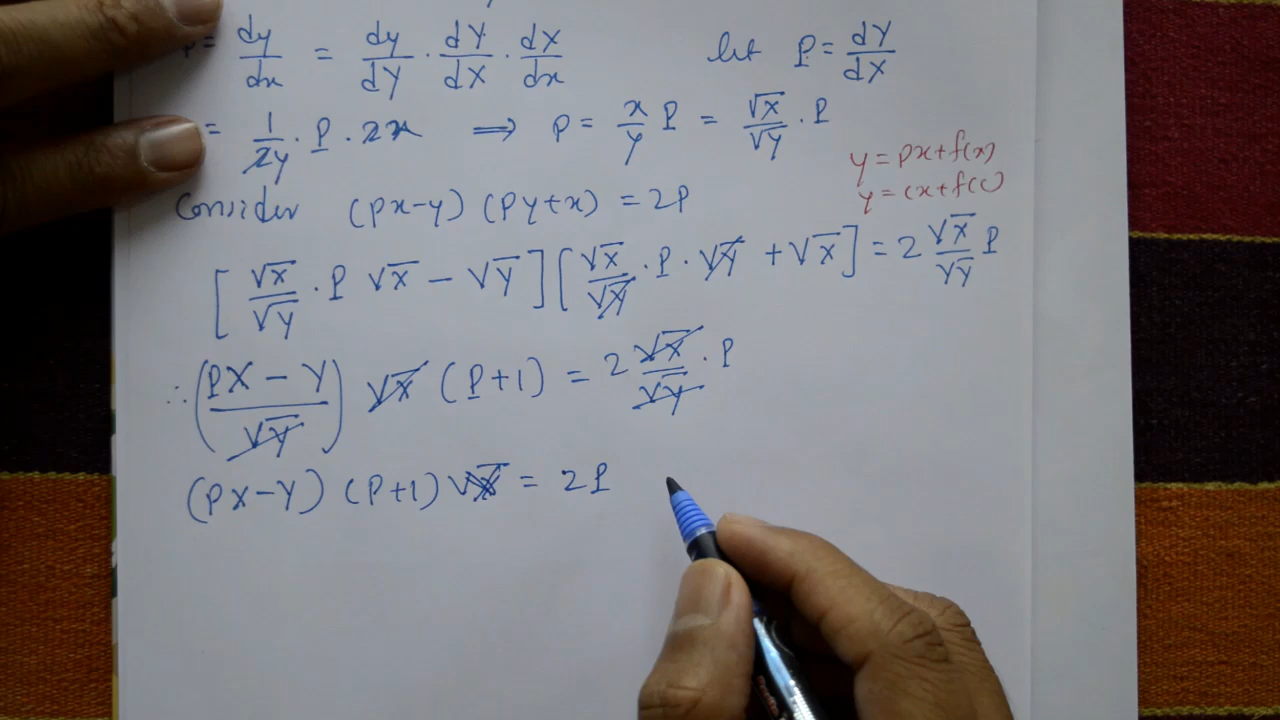 p = dy/dx = dy/dY · dY/dX · dX/dx let P = dY/dX
= 1/2y · P · 2x ⟹ p = x/y P = √X/√Y · P
y = px + f(x)
y = cx + f(c)
Consider (px-y) (py+x) = 2p
[√X/√Y · P √X - √Y] [√X/√Y · P · √Y + √X] = 2 √X/√Y P
∴ (PX - Y/√Y) √X (P+1) = 2 √X/√Y · P
(PX-Y) (P+1) √X = 2P